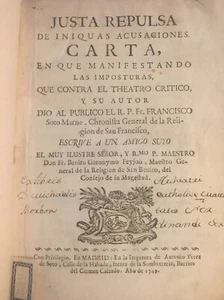 JUSTA REPULSA
DE INIQUAS ACUSACIONES.
CARTA,
EN QUE MANIFESTANDO
LAS IMPOSTURAS,
QUE CONTRA EL THEATRO CRITICO,
Y SU AUTOR
DIO AL PUBLICO EL R. P. Fr. FRANCISCO
Soto Marne, Chronista General de la Reli-
gion de San Francisco,
ESCRIVE A UN AMIGO SUYO
EL MUY ILUSTRE SEÑOR, Y R.mo P. MAESTRO
Don Fr. Benito Geronymo Feyjoò, Maestro Ge-
neral de la Religion de San Benito, del
Consejo de su Magestad,
Con Privilegio. En MADRID: En la Imprenta de Antonio Perez
de Soto, Calle de la Habada, frente de la
del Carmen Calzado. Año de 1749.